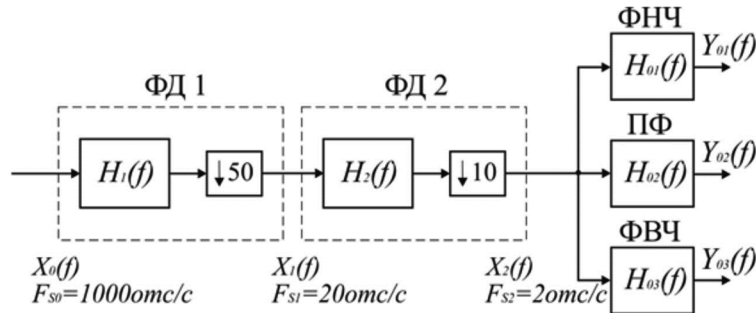 ФНЧ
H01(f)
Y01(f)
ФД 1
ФД 2
ПФ
H1(f)
↓50
H2(f)
↓10
H02(f)
Y02(f)
ФВЧ
H03(f)
Y03(f)
X0(f)
FS0=1000отс/с
X1(f)
FS1=20отс/с
X2(f)
FS2=2отс/с